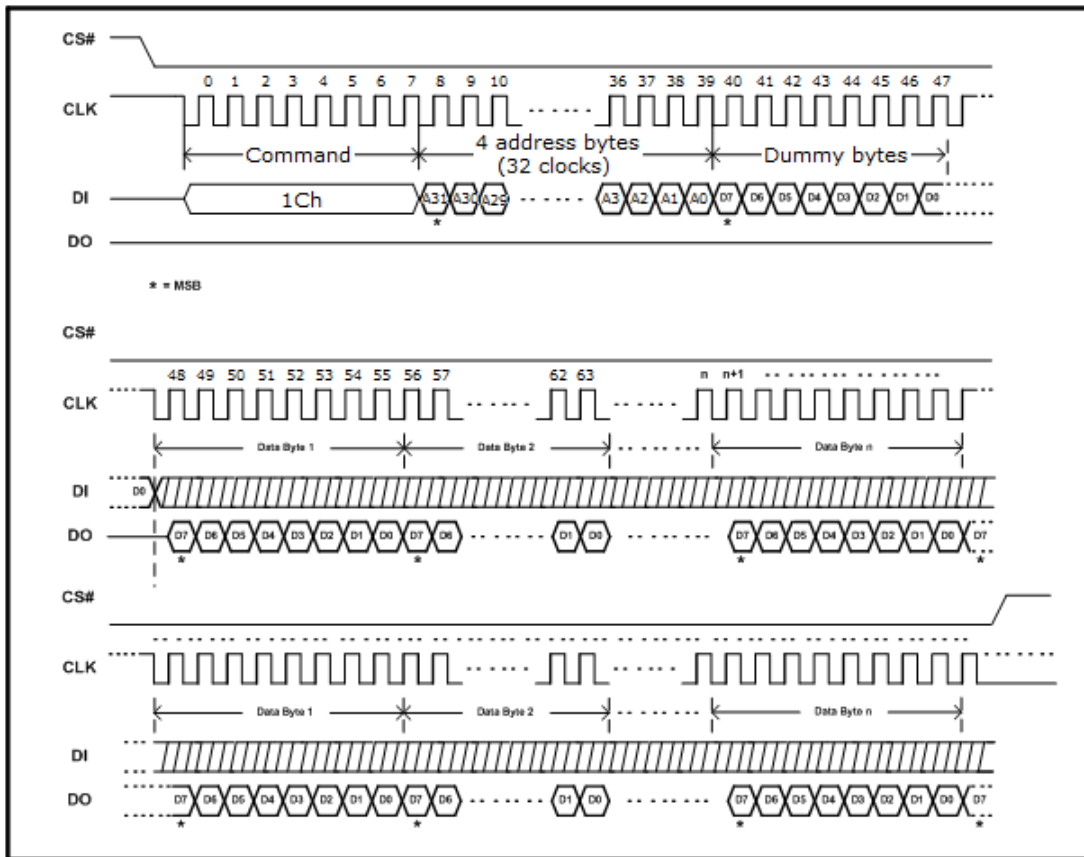 CS#
0 1 2 3 4 5 6 7 8 9 10 36 37 38 39 40 41 42 43 44 45 46 47
CLK
Command
4 address bytes
(32 clocks)
Dummy bytes
DI 1Ch A31 A30 A29 A3 A2 A1 A0 D7 D6 D5 D4 D3 D2 D1 D0
* *
DO
* = MSB
CS#
48 49 50 51 52 53 54 55 56 57 62 63 n n+1
CLK
Data Byte 1 Data Byte 2 Data Byte n
DI D0
DO D7 D6 D5 D4 D3 D2 D1 D0 D7 D6 D1 D0 D7 D6 D5 D4 D3 D2 D1 D0 D7
* * * *
CS#
CLK
Data Byte 1 Data Byte 2 Data Byte n
DI
DO D7 D6 D5 D4 D3 D2 D1 D0 D7 D6 D1 D0 D7 D6 D5 D4 D3 D2 D1 D0 D7
* * * *